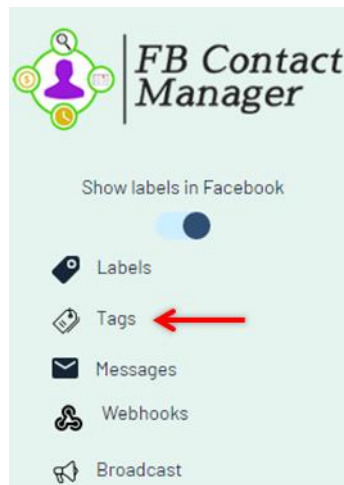 FB Contact
Manager
Show labels in Facebook
Labels
Tags
Messages
Webhooks
Broadcast